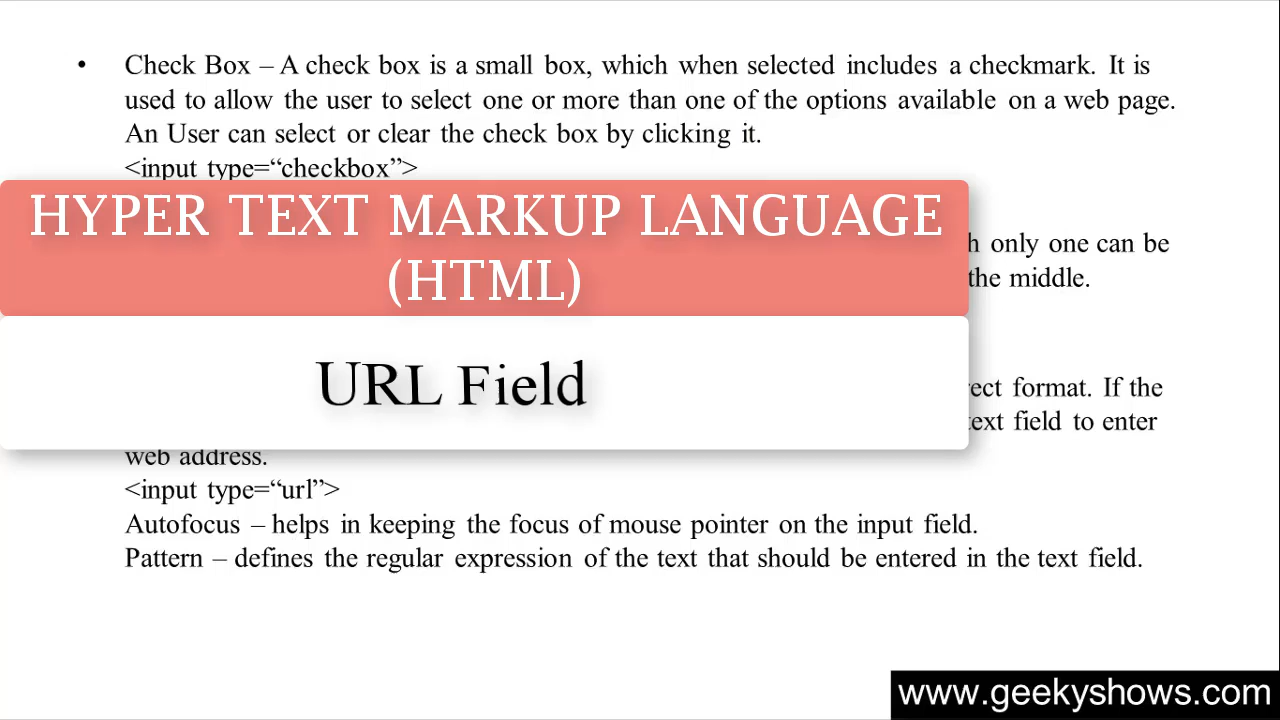 • Check Box – A check box is a small box, which when selected includes a checkmark. It is
used to allow the user to select one or more than one of the options available on a web page.
An User can select or clear the check box by clicking it.
<input type=“checkbox”>
HYPER TEXT MARKUP LANGUAGE
(HTML)
only one can be
the middle.
URL Field
format. If the
text field to enter
web address.
<input type=“url”>
Autofocus – helps in keeping the focus of mouse pointer on the input field.
Pattern – defines the regular expression of the text that should be entered in the text field.
www.geekyshows.com